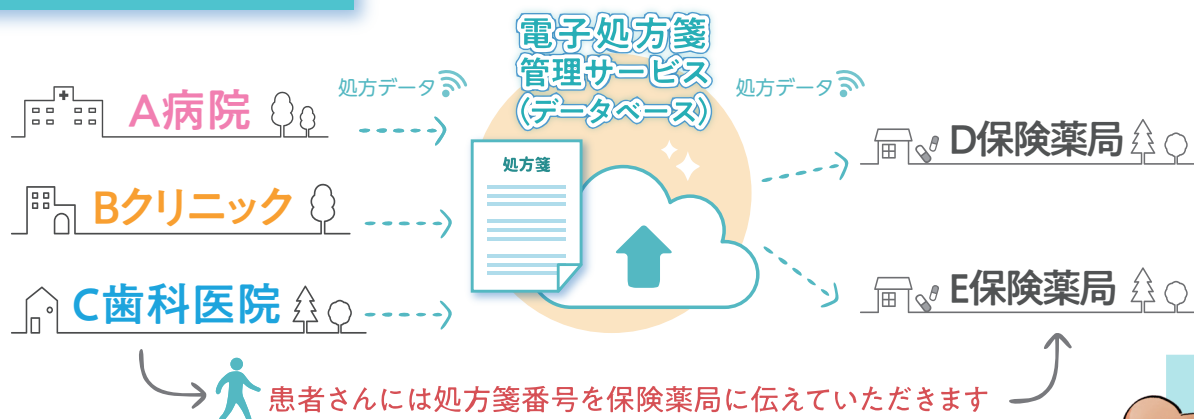 電子処方箋
管理サービス
(データベース)
処方データ
処方データ
A病院
Bクリニック
C歯科医院
処方箋
D保険薬局
E保険薬局
患者さんには処方箋番号を保険薬局に伝えていただきます